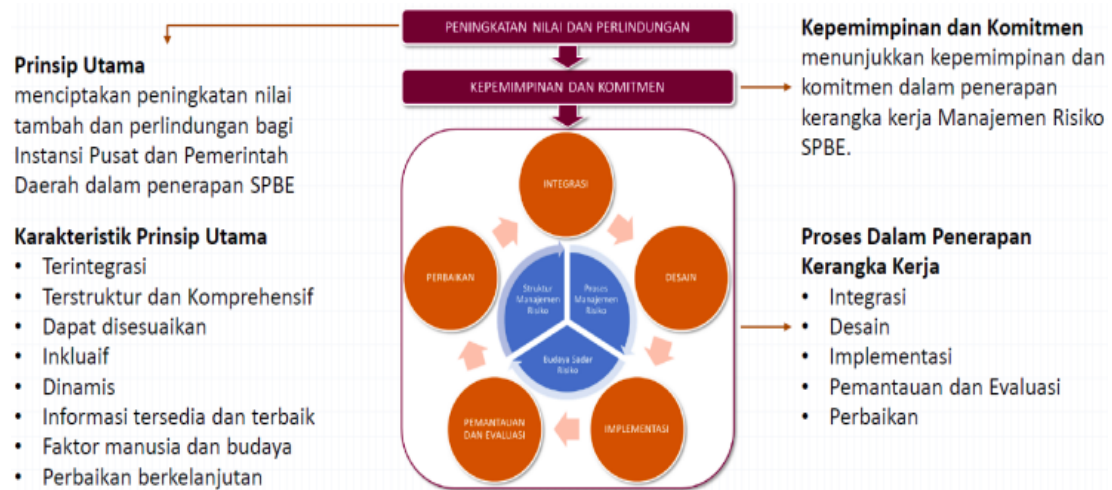 PENINGKATAN NILAI DAN PERLINDUNGAN
KEPEMIMPINAN DAN KOMITMEN
Prinsip Utama
menciptakan peningkatan nilai
tambah dan perlindungan bagi
Instansi Pusat dan Pemerintah
Daerah dalam penerapan SPBE
Karakteristik Prinsip Utama
• Terintegrasi
• Terstruktur dan Komprehensif
• Dapat disesuaikan
• Inkluaif
• Dinamis
• Informasi tersedia dan terbaik
• Faktor manusia dan budaya
• Perbaikan berkelanjutan
INTEGRASI
DESAIN
IMPLEMENTASI
PEMANTAUAN
DAN EVALUASI
PERBAIKAN
Struktur
Manajemen
Risiko
Proses
Manajemen
Risiko
Budaya Sadar
Risiko
Kepemimpinan dan Komitmen
menunjukkan kepemimpinan dan
komitmen dalam penerapan
kerangka kerja Manajemen Risiko
SPBE.
Proses Dalam Penerapan
Kerangka Kerja
• Integrasi
• Desain
• Implementasi
• Pemantauan dan Evaluasi
• Perbaikan